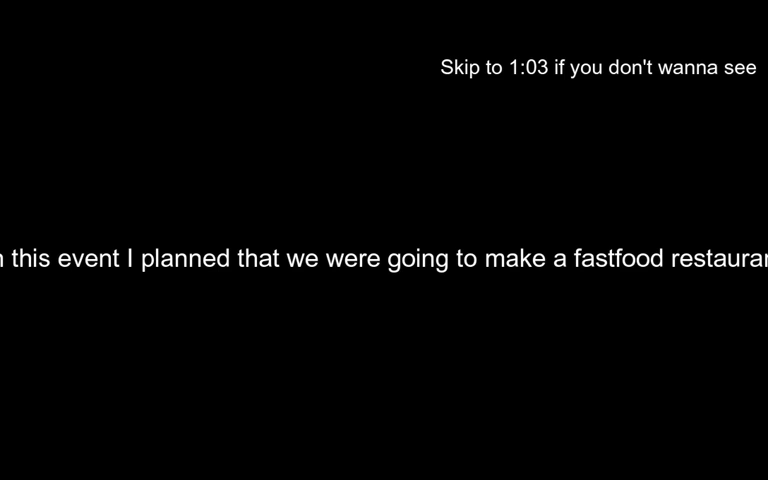 Skip to 1:03 if you don't wanna see
this event I planned that we were going to make a fastfood